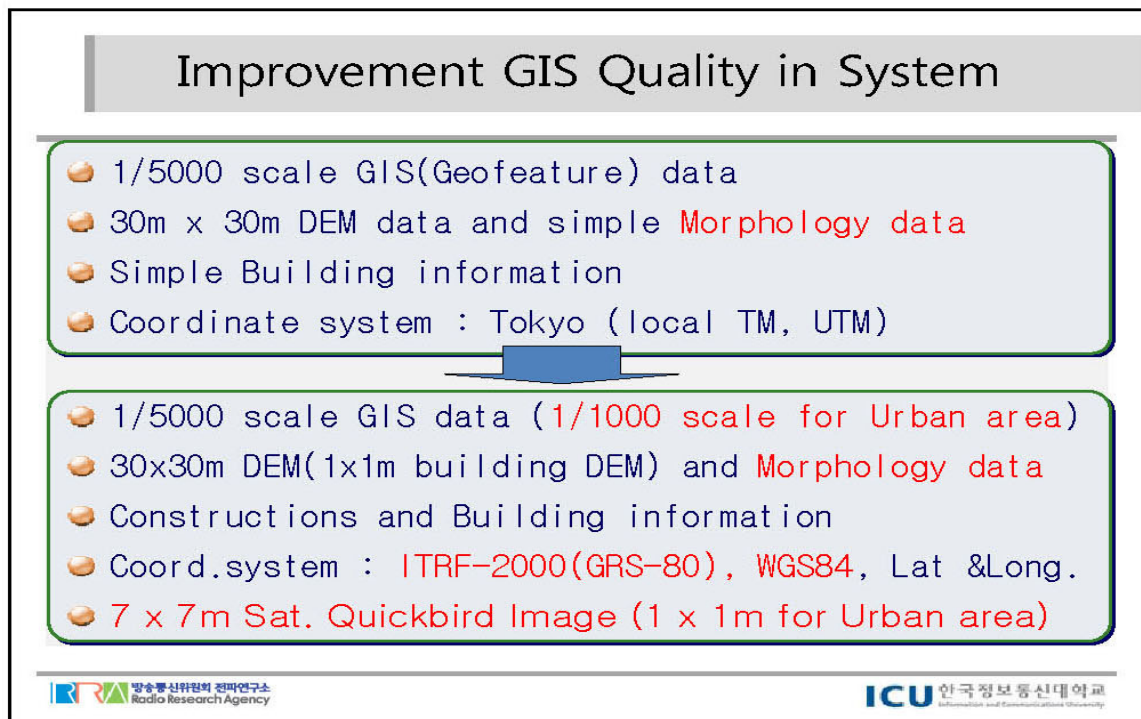 Improvement GIS Quality in System
1/5000 scale GIS(Geofeature) data
30m x 30m DEM data and simple Morphology data
Simple Building information
Coordinate system : Tokyo (local TM, UTM)
1/5000 scale GIS data (1/1000 scale for Urban area)
30x30m DEM(1x1m building DEM) and Morphology data
Constructions and Building information
Coord.system : ITRF-2000(GRS-80), WGS84, Lat &Long.
7 x 7m Sat. Quickbird Image (1 x 1m for Urban area)
RRA 방송통신위원회 전파연구소
Radio Research Agency
ICU 한국정보통신대학교
Information and Communications University